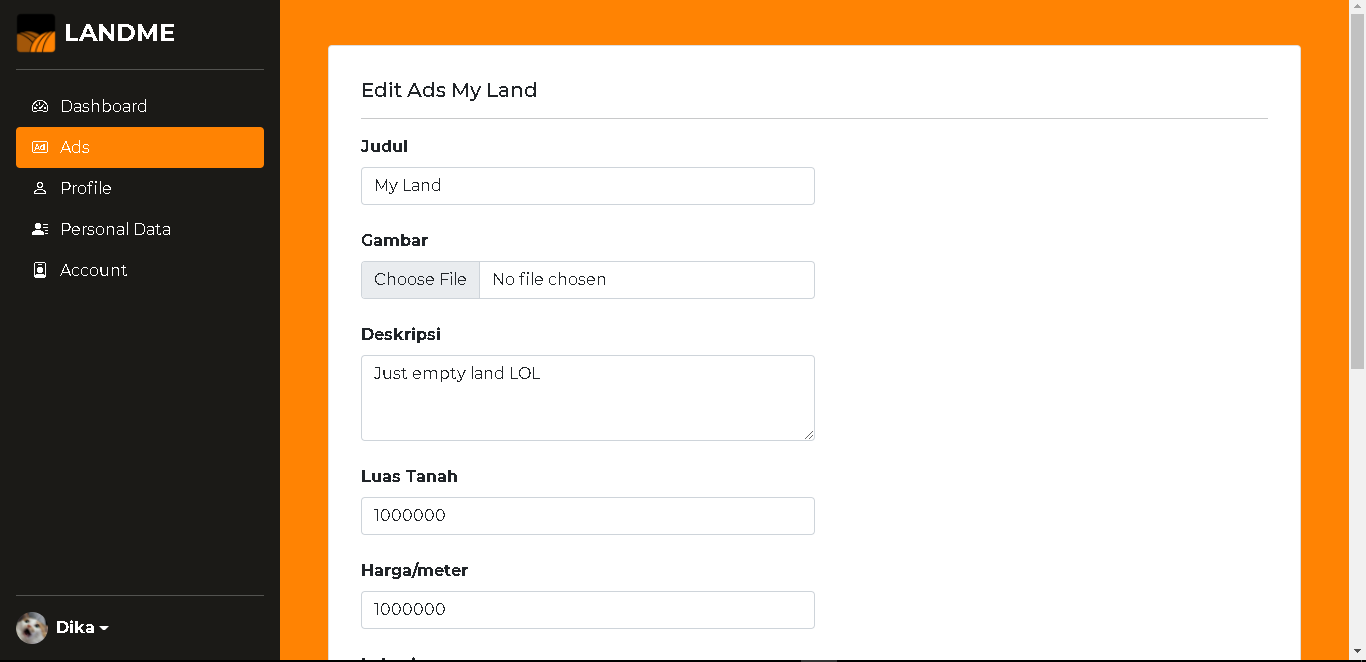 LANDME
Dashboard
Ad Ads
Profile
Personal Data
Account
Dika
Edit Ads My Land
Judul
My Land
Gambar
Choose File No file chosen
Deskripsi
Just empty land LOL
Luas Tanah
1000000
Harga/meter
1000000